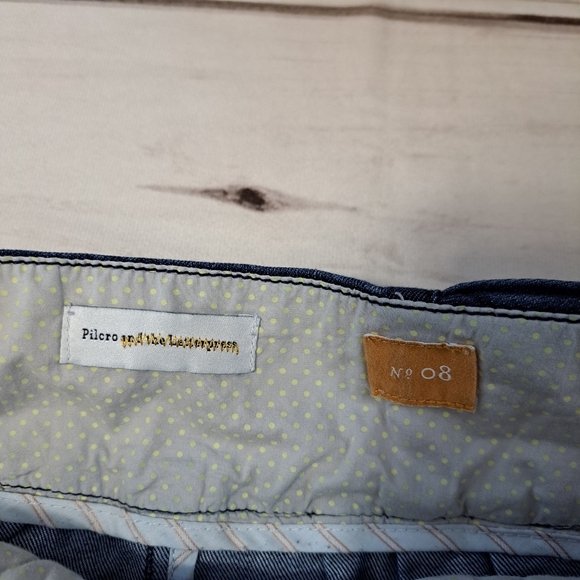 Pilcro and the Letterpress
Nº 08